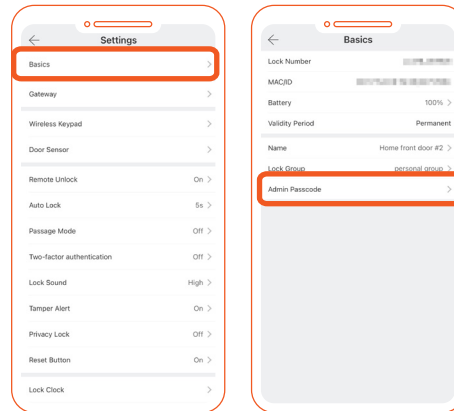 Settings
Basics
Gateway
Wireless Keypad
Door Sensor
Remote Unlock On
Auto Lock 5s
Passage Mode Off
Two-factor authentication Off
Lock Sound High
Tamper Alert On
Privacy Lock Off
Reset Button On
Lock Clock
Basics
Lock Number
MAC/ID
Battery 100%
Validity Period Permanent
Name Home front door #2
Lock Group personal group
Admin Passcode